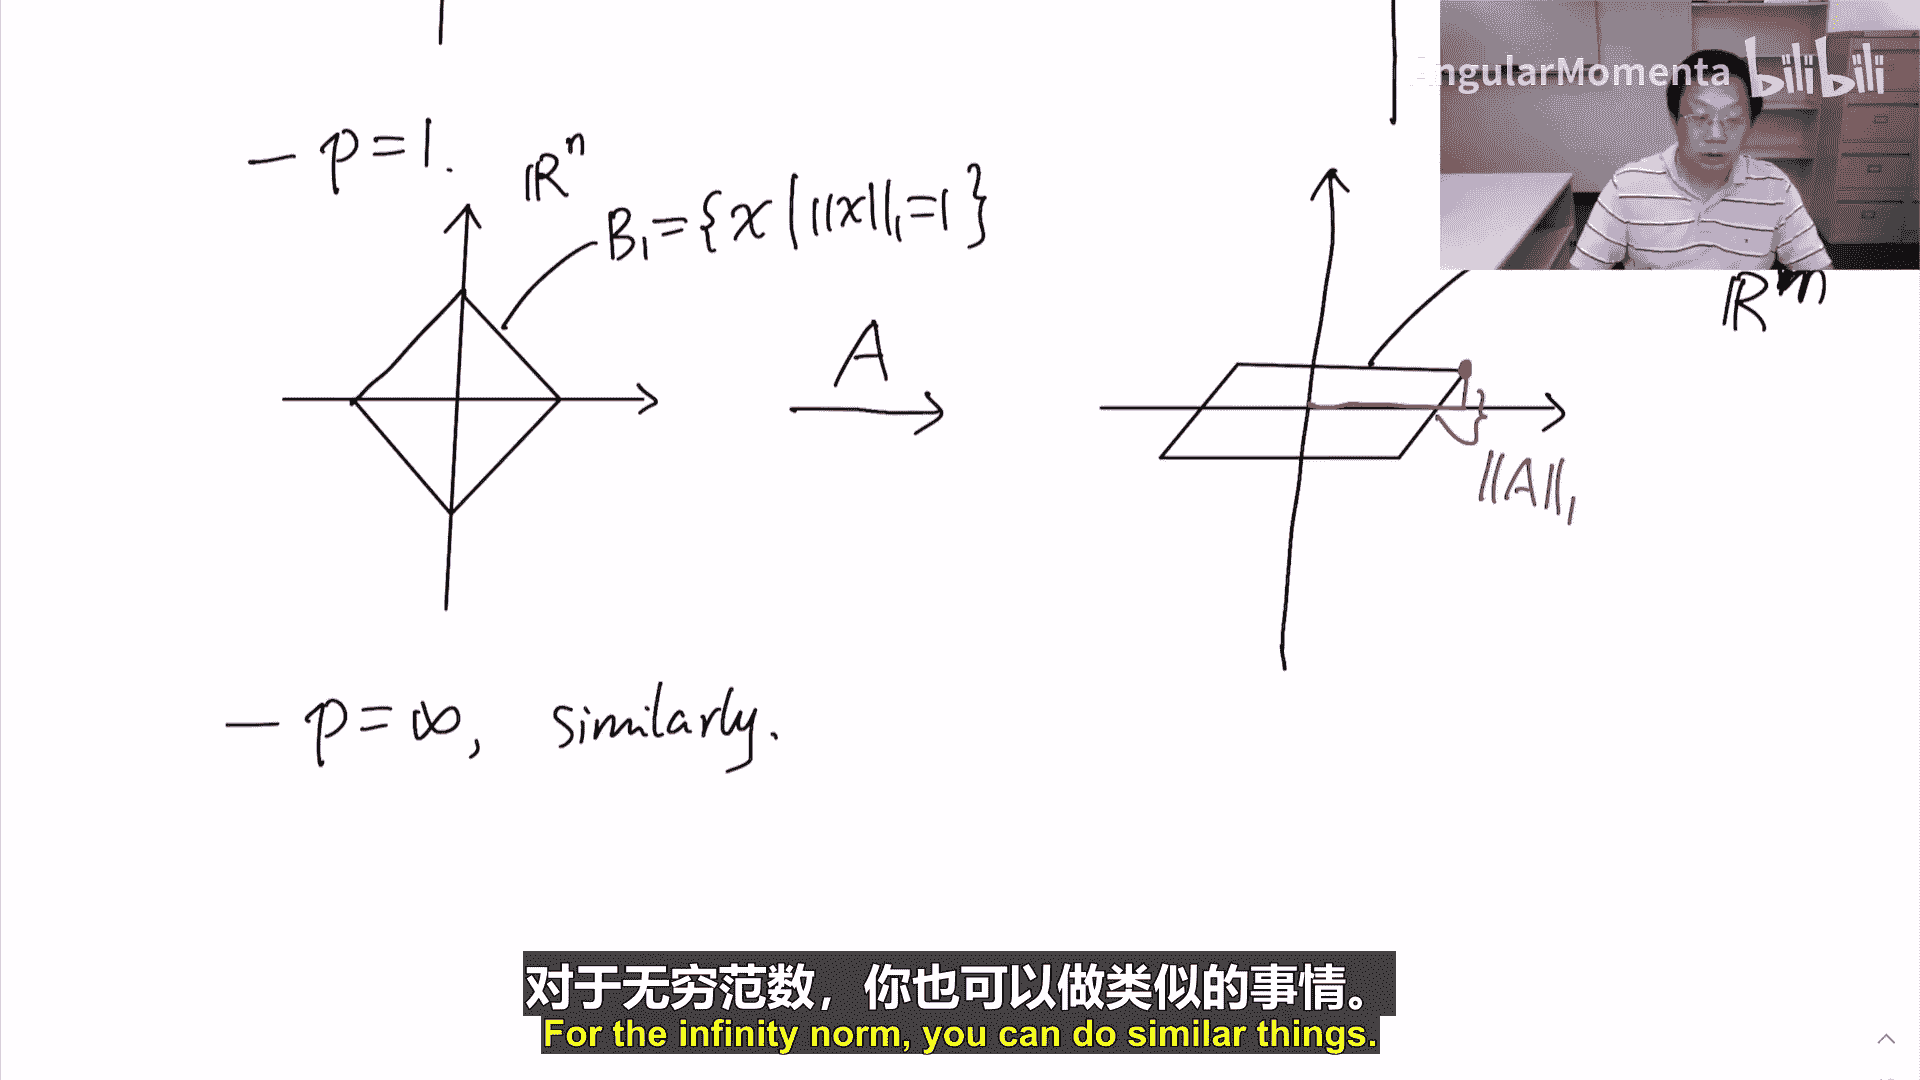 ngularMomenta bilibili
— p=1.
ℝⁿ
B₁={x | ||x||₁=1}
A
ℝᵐ
||A||₁
— p=∞, similarly.
对于无穷范数，你也可以做类似的事情。
For the infinity norm, you can do similar things.